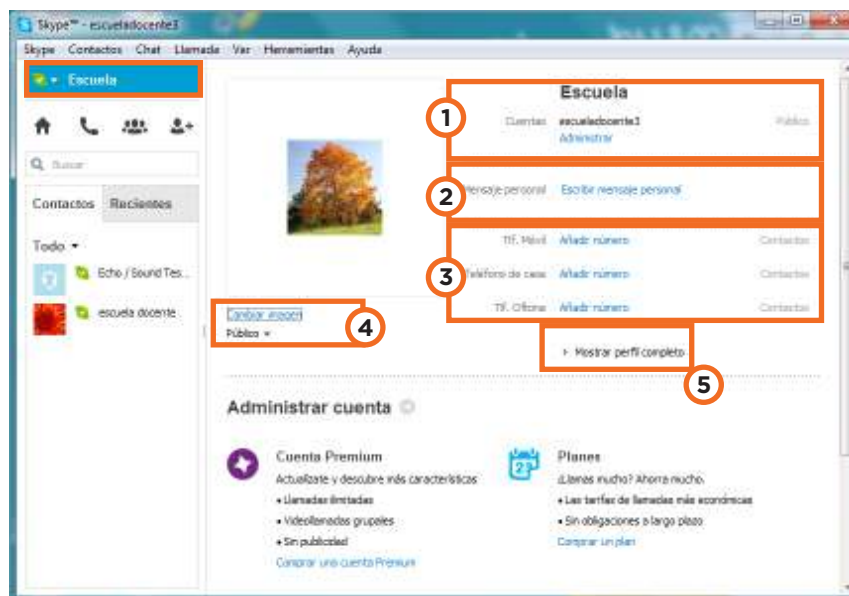 Skype™ - escueladocente3
Skype Contactos Chat Llamada Ver Herramientas Ayuda
Escuela
Buscar
Contactos Recientes
Todo
Echo / Sound Tes...
escuela docente
Escuela
1
Cuentas escueladocente3 Público
Administrar
2
Mensaje personal Escribir mensaje personal
Tlf. Móvil Añadir número Contactos
3
Teléfono de casa Añadir número Contactos
Tlf. Oficina Añadir número Contactos
Cambiar imagen
4
Público
Mostrar perfil completo
5
Administrar cuenta
Cuenta Premium
Actualízate y descubre más características
• Llamadas ilimitadas
• Videollamadas grupales
• Sin publicidad
Comprar una cuenta Premium
23
Planes
¿Llamas mucho? Ahorra mucho.
• Las tarifas de llamadas más económicas
• Sin obligaciones a largo plazo
Comprar un plan